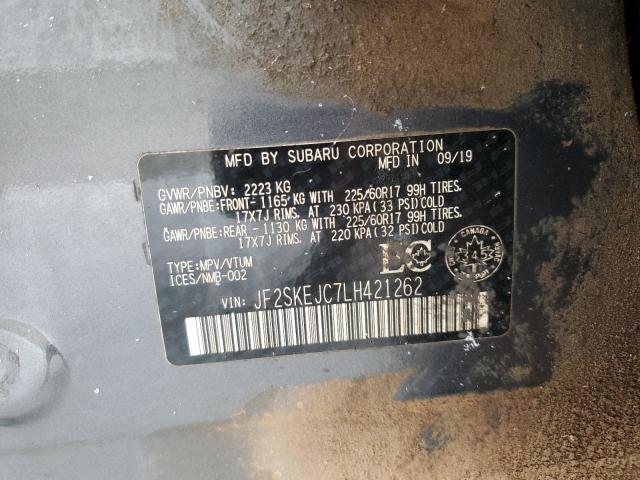 MFD BY SUBARU CORPORATION
MFD IN 09/19
GVWR/PNBV: 2223 KG
GAWR/PNBE:FRONT- 1165 KG WITH 225/60R17 99H TIRES.
17X7J RIMS. AT 230 KPA(33 PSI)COLD
GAWR/PNBE:REAR - 1130 KG WITH 225/60R17 99H TIRES.
17X7J RIMS. AT 220 KPA(32 PSI)COLD
TYPE:MPV/VTUM
ICES/NMB-002
CANADA
345
VIN: JF2SKEJC7LH421262